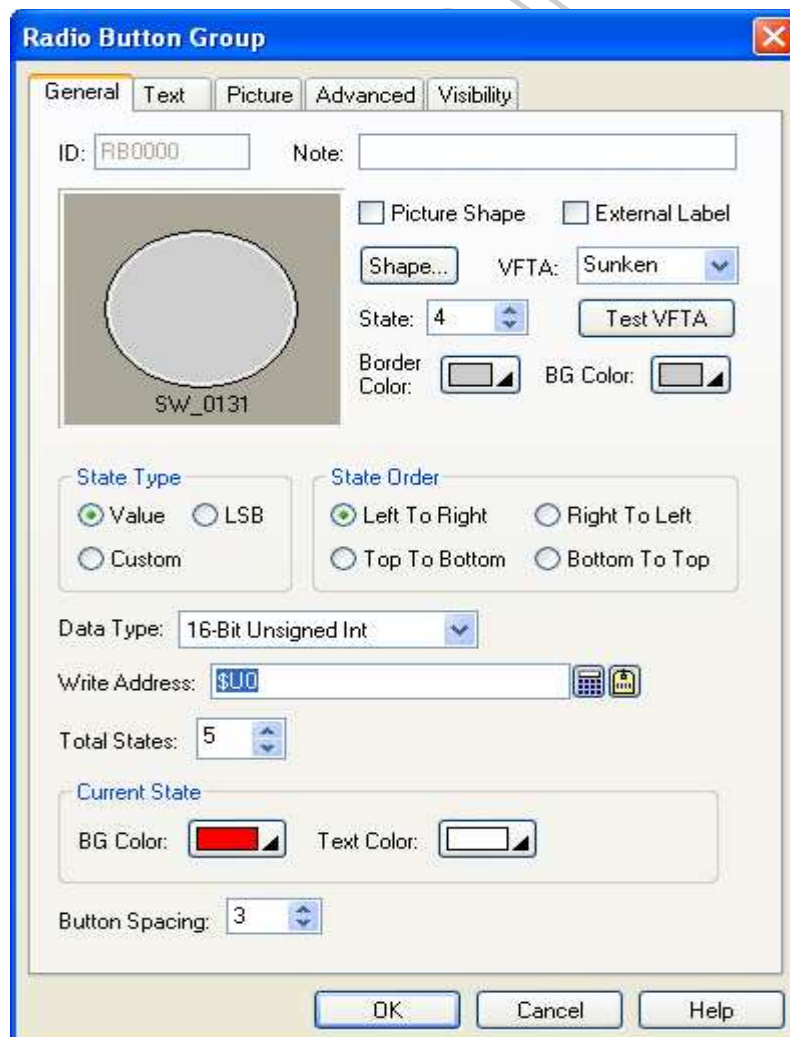 Radio Button Group
General Text Picture Advanced Visibility
ID: RB0000 Note:
Picture Shape External Label
Shape... VFTA: Sunken
State: 4 Test VFTA
Border Color: BG Color:
SW_0131
State Type State Order
Value LSB Left To Right Right To Left
Custom Top To Bottom Bottom To Top
Data Type: 16-Bit Unsigned Int
Write Address: $U0
Total States: 5
Current State
BG Color: Text Color:
Button Spacing: 3
OK Cancel Help